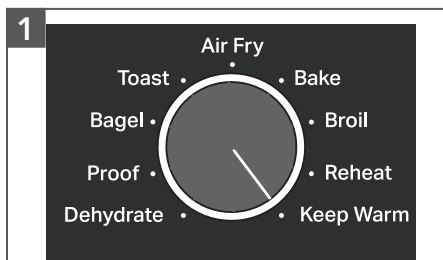 1
Air Fry
Toast
Bake
Bagel
Broil
Proof
Reheat
Dehydrate
Keep Warm